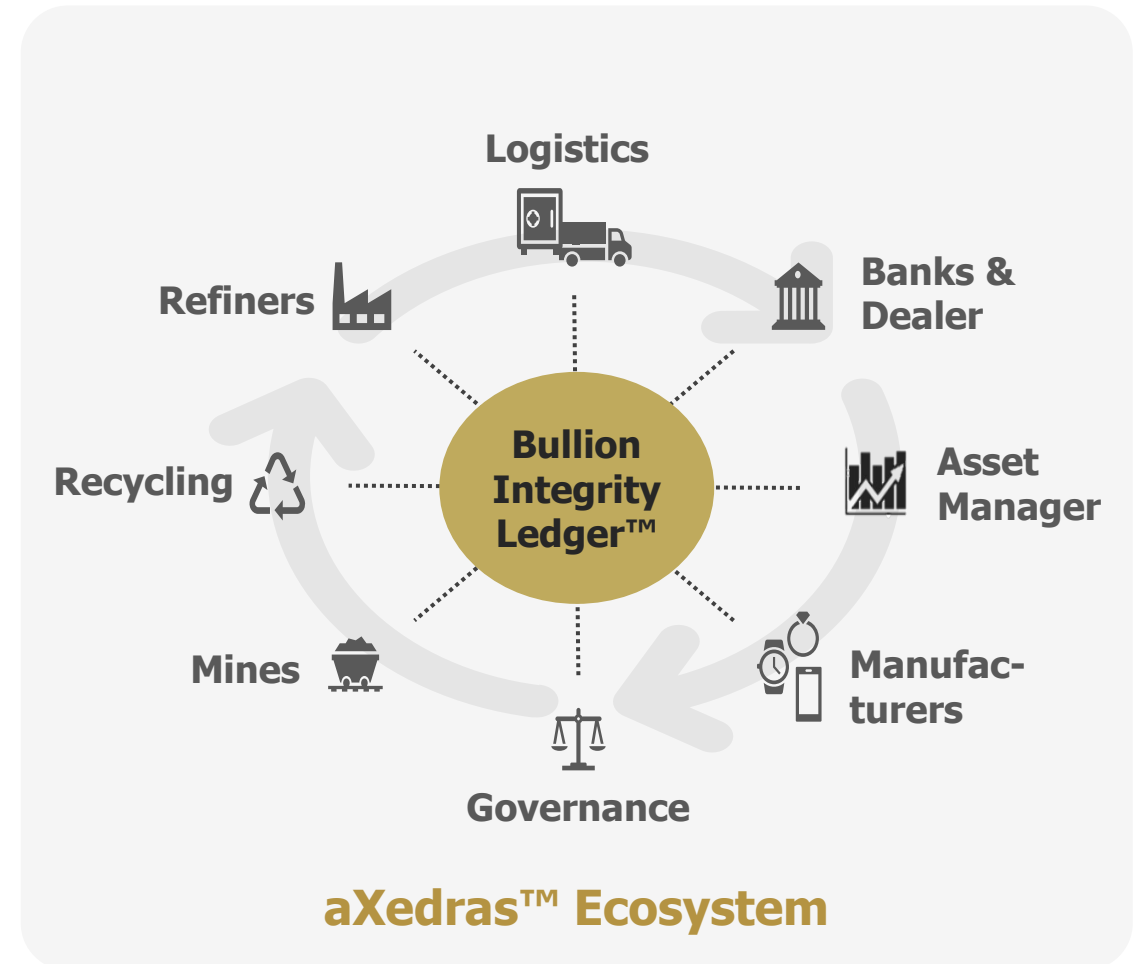 Logistics
Banks &
Dealer
Refiners
Bullion
Integrity
Ledger™
Asset
Manager
Recycling
Manufac-
turers
Mines
Governance
aXedras™ Ecosystem